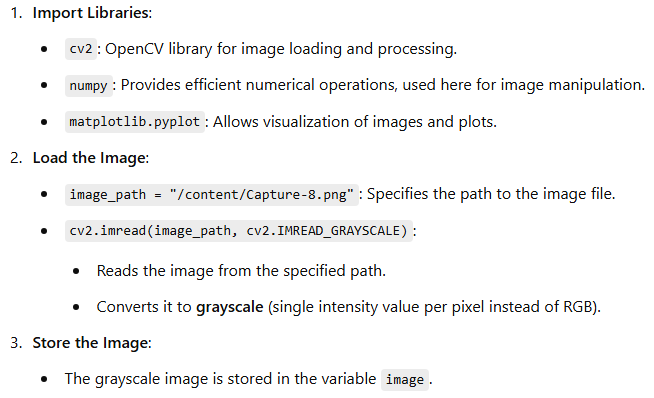 1. Import Libraries:
• cv2 : OpenCV library for image loading and processing.
• numpy : Provides efficient numerical operations, used here for image manipulation.
• matplotlib.pyplot : Allows visualization of images and plots.
2. Load the Image:
• image_path = "/content/Capture-8.png" : Specifies the path to the image file.
• cv2.imread(image_path, cv2.IMREAD_GRAYSCALE) :
• Reads the image from the specified path.
• Converts it to grayscale (single intensity value per pixel instead of RGB).
3. Store the Image:
• The grayscale image is stored in the variable image .